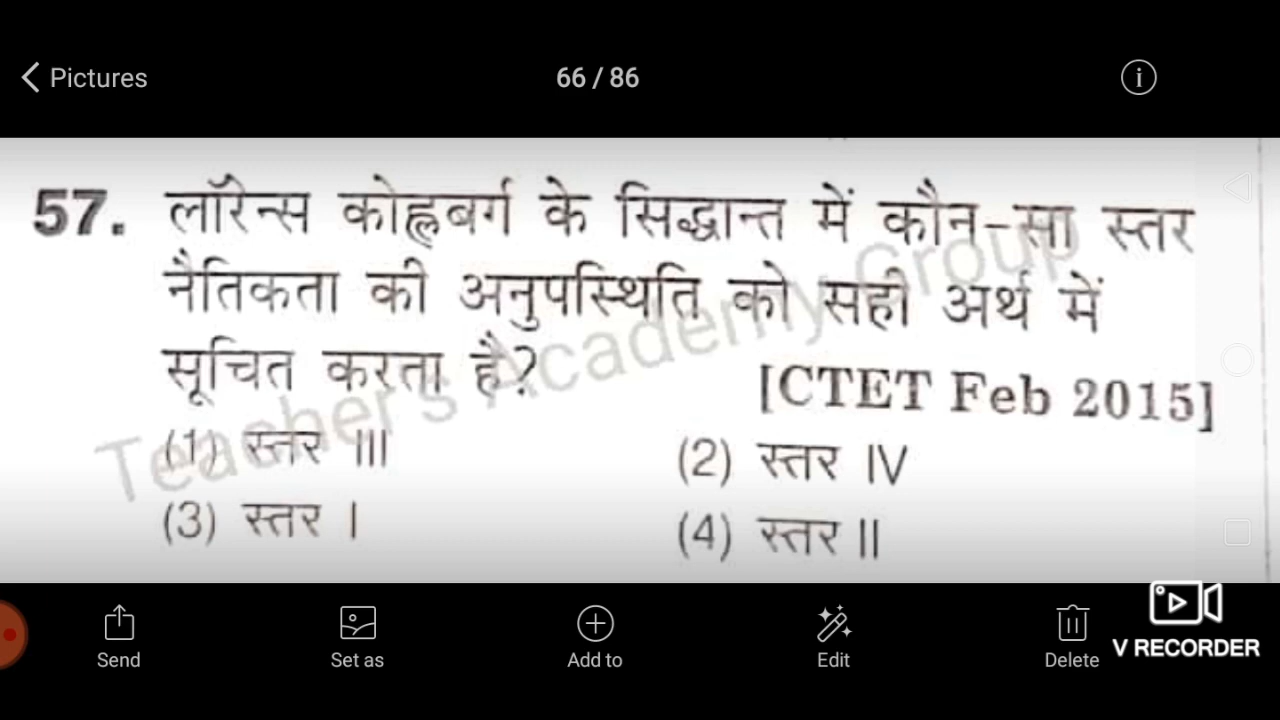 Pictures 66 / 86
57. लॉरेन्स कोह्लबर्ग के सिद्धान्त में कौन-सा स्तर
नैतिकता की अनुपस्थिति को सही अर्थ में
सूचित करता है?
[CTET Feb 2015]
Teacher's Academy Group
(1) स्तर III (2) स्तर IV
(3) स्तर I (4) स्तर II
Send Set as Add to Edit Delete
V RECORDER